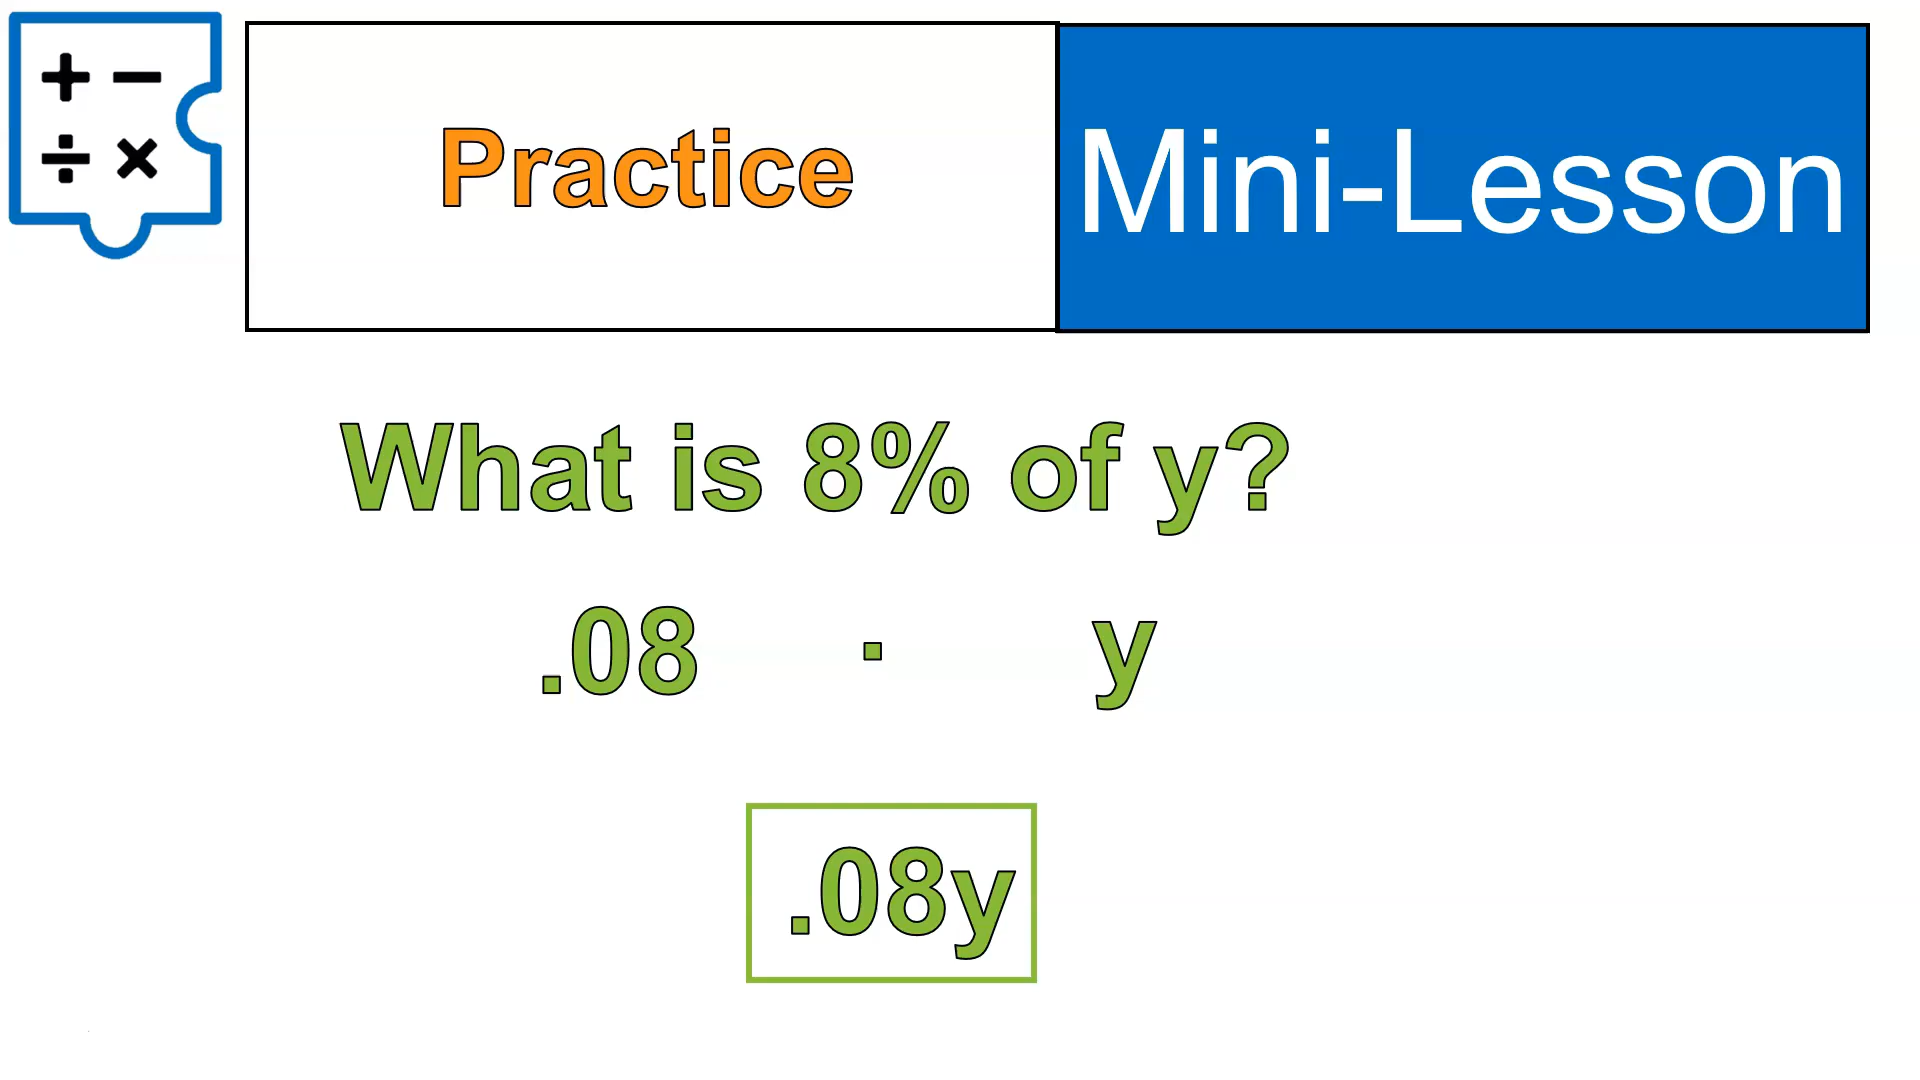 + −
÷ ×
Practice
Mini-Lesson
What is 8% of y?
.08 · y
.08y